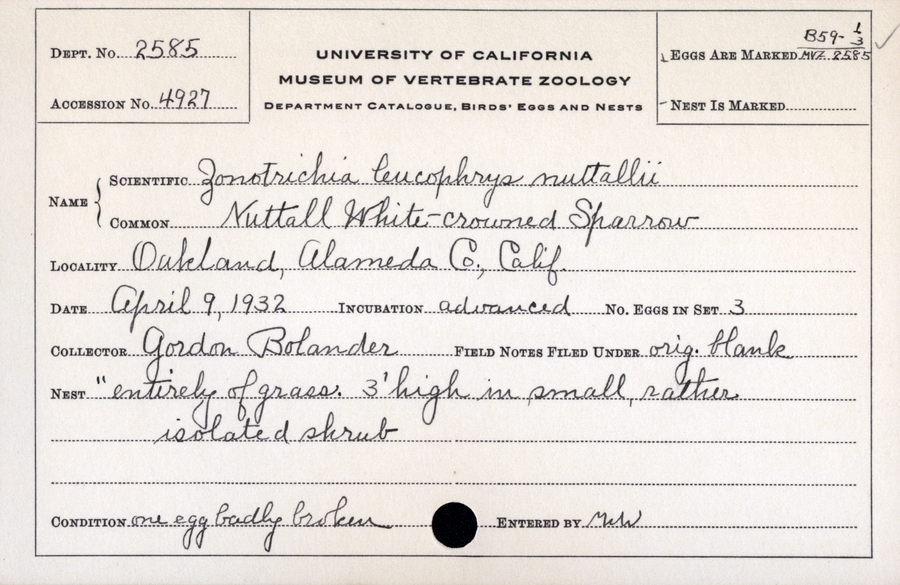 DEPT. NO. 2585
ACCESSION NO. 4927
UNIVERSITY OF CALIFORNIA
MUSEUM OF VERTEBRATE ZOOLOGY
DEPARTMENT CATALOGUE, BIRDS' EGGS AND NESTS
B59-1/3
EGGS ARE MARKED MVZ 2585
NEST IS MARKED
NAME
SCIENTIFIC Zonotrichia leucophrys nuttallii
COMMON Nuttall White-crowned Sparrow
LOCALITY Oakland, Alameda Co., Calif.
DATE April 9, 1932 INCUBATION advanced NO. EGGS IN SET 3
COLLECTOR Gordon Bolander FIELD NOTES FILED UNDER orig. blank
NEST "entirely of grass. 3' high in small, rather
isolated shrub
CONDITION one egg badly broken ENTERED BY